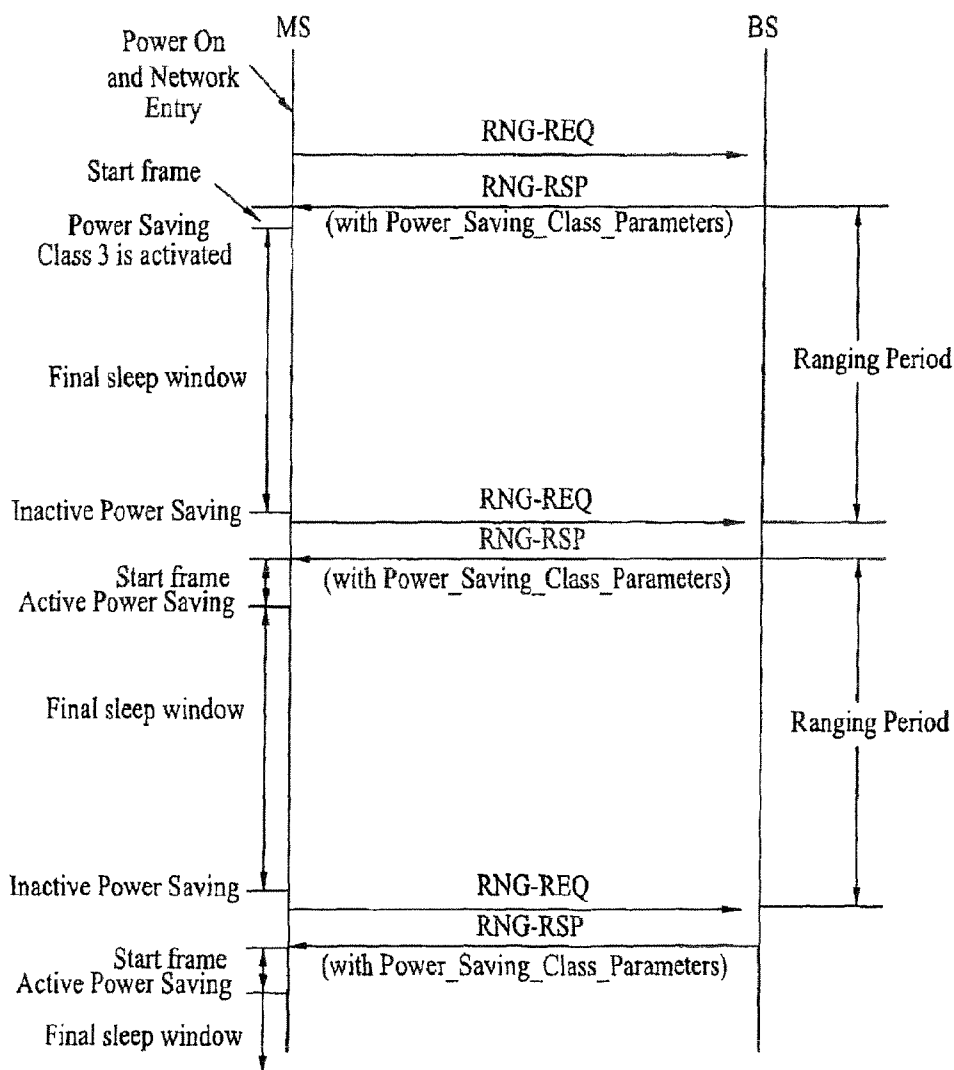 MS
BS
Power On
and Network
Entry
RNG-REQ
Start frame
RNG-RSP
(with Power_Saving_Class_Parameters)
Power Saving
Class 3 is activated
Final sleep window
Ranging Period
Inactive Power Saving
RNG-REQ
RNG-RSP
(with Power_Saving_Class_Parameters)
Start frame
Active Power Saving
Final sleep window
Ranging Period
Inactive Power Saving
RNG-REQ
RNG-RSP
(with Power_Saving_Class_Parameters)
Start frame
Active Power Saving
Final sleep window